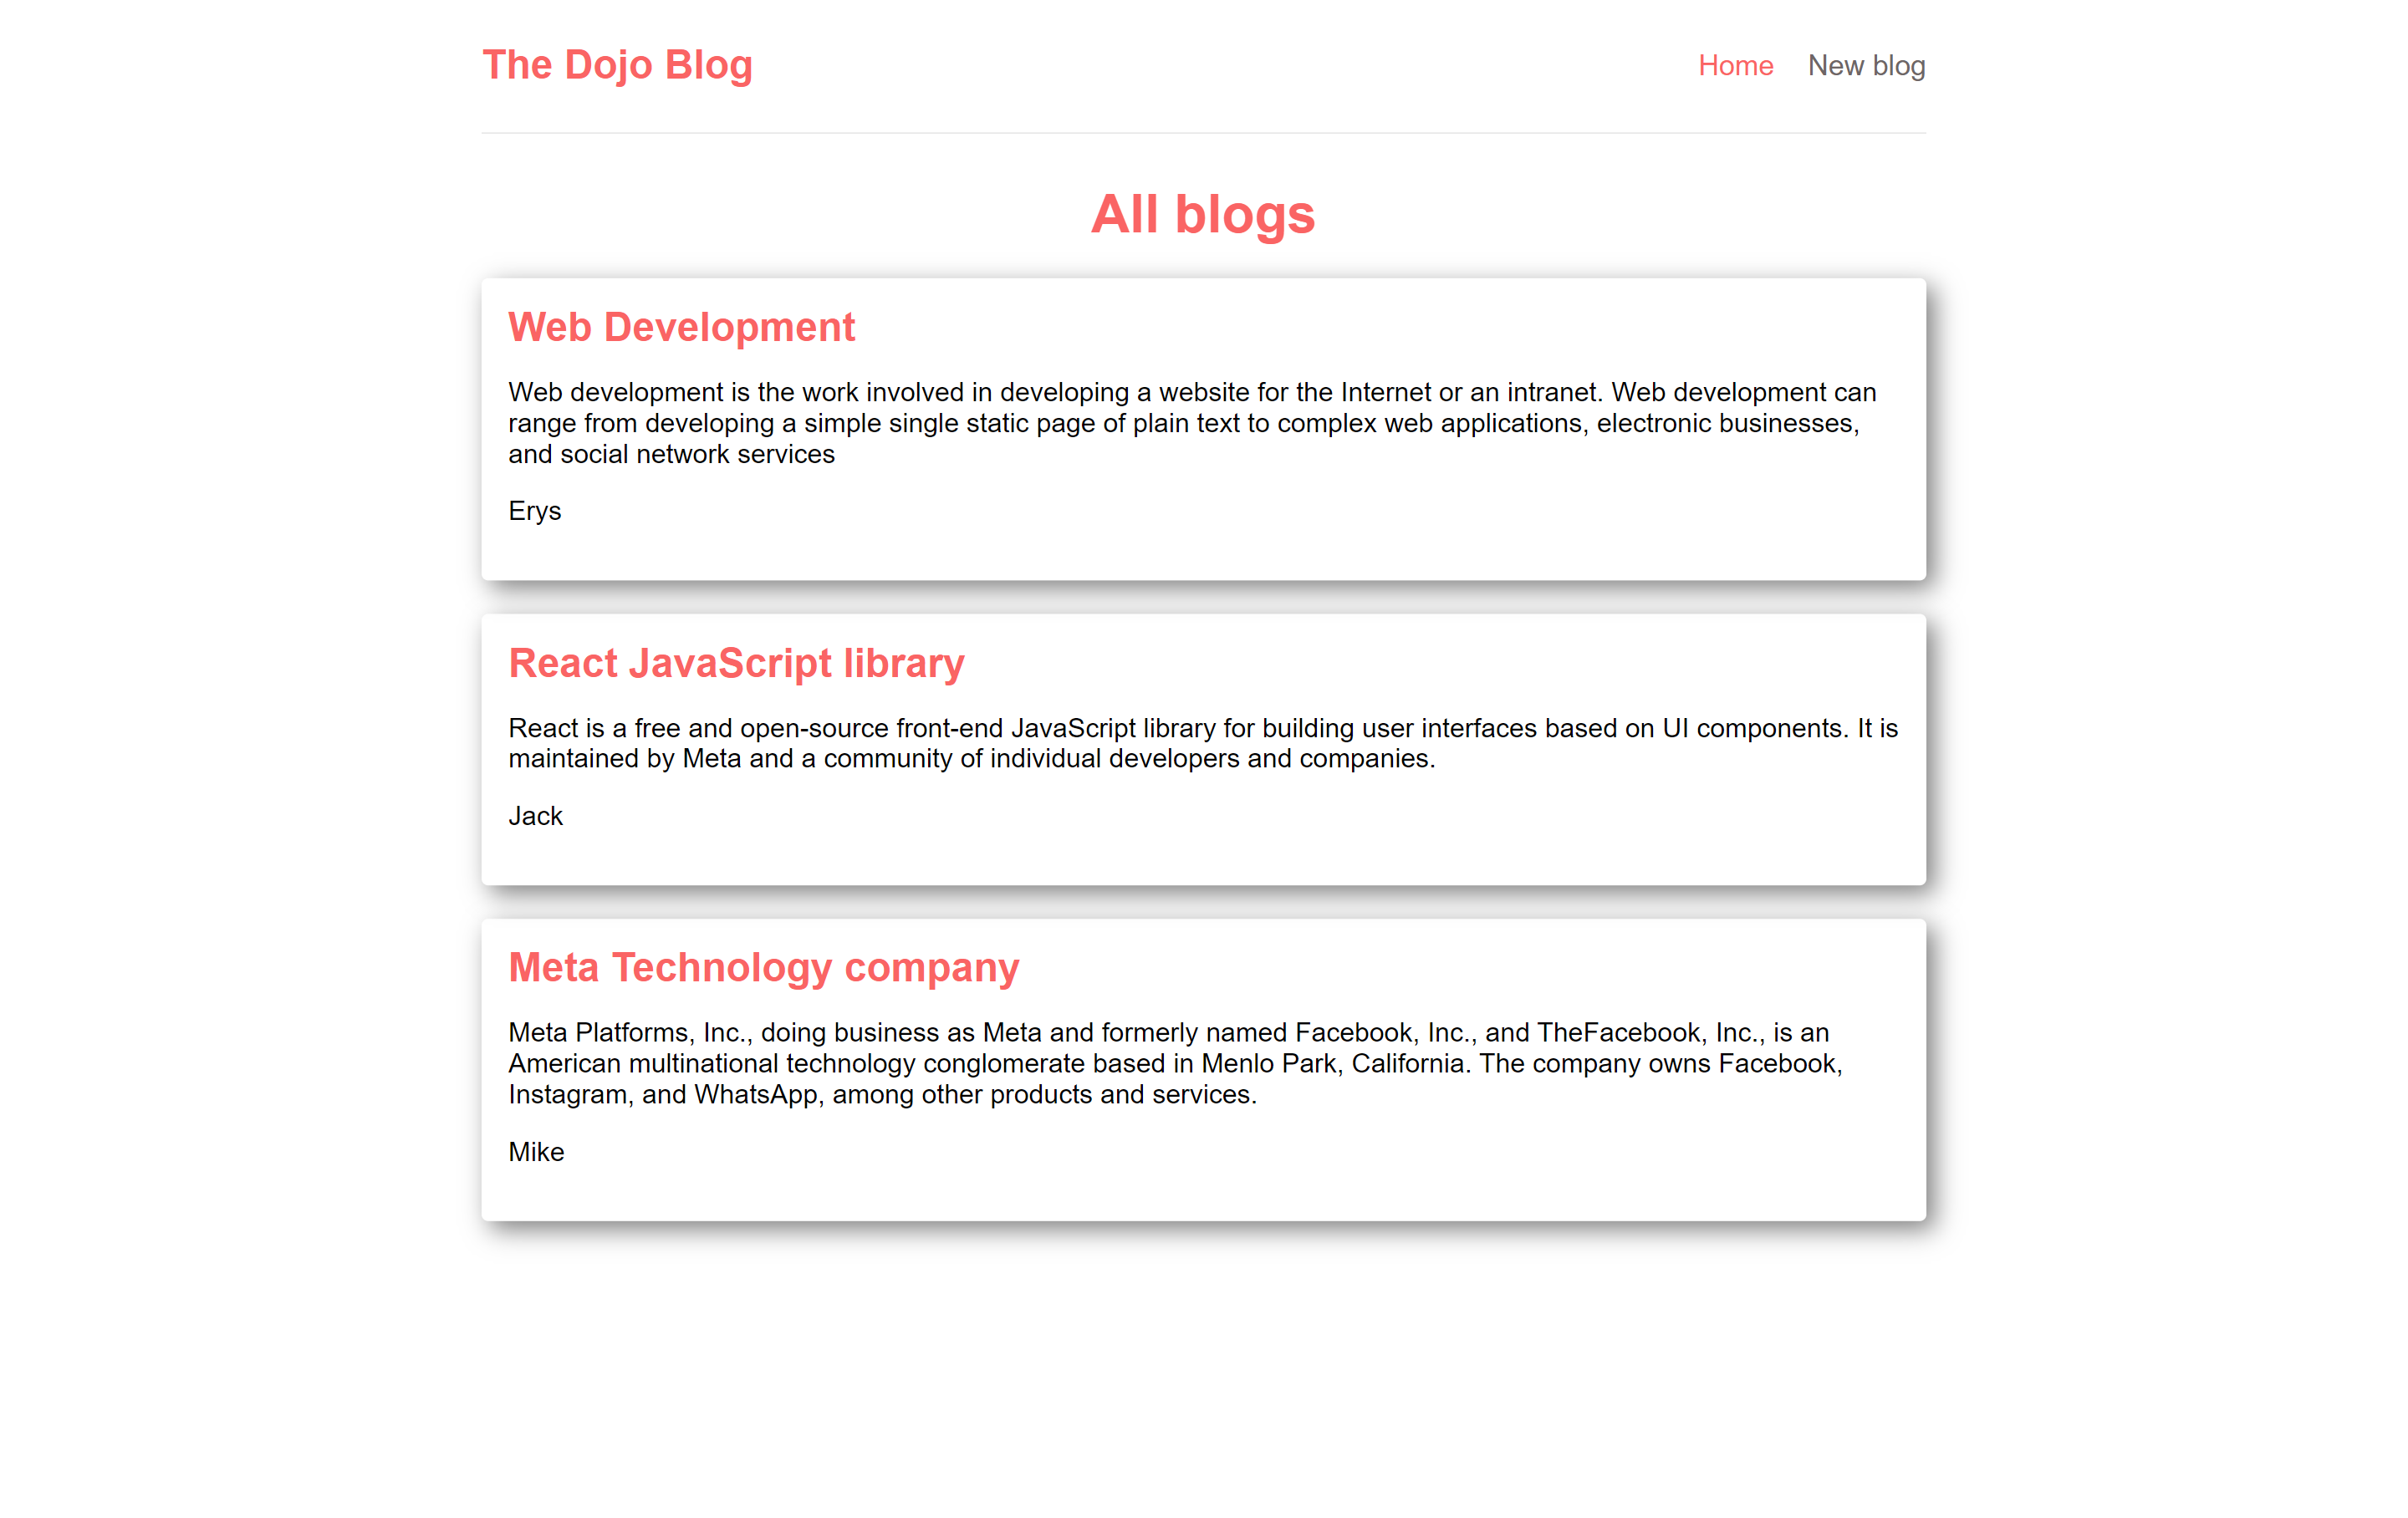 The Dojo Blog
Home New blog
All blogs
Web Development
Web development is the work involved in developing a website for the Internet or an intranet. Web development can
range from developing a simple single static page of plain text to complex web applications, electronic businesses,
and social network services
Erys
React JavaScript library
React is a free and open-source front-end JavaScript library for building user interfaces based on UI components. It is
maintained by Meta and a community of individual developers and companies.
Jack
Meta Technology company
Meta Platforms, Inc., doing business as Meta and formerly named Facebook, Inc., and TheFacebook, Inc., is an
American multinational technology conglomerate based in Menlo Park, California. The company owns Facebook,
Instagram, and WhatsApp, among other products and services.
Mike